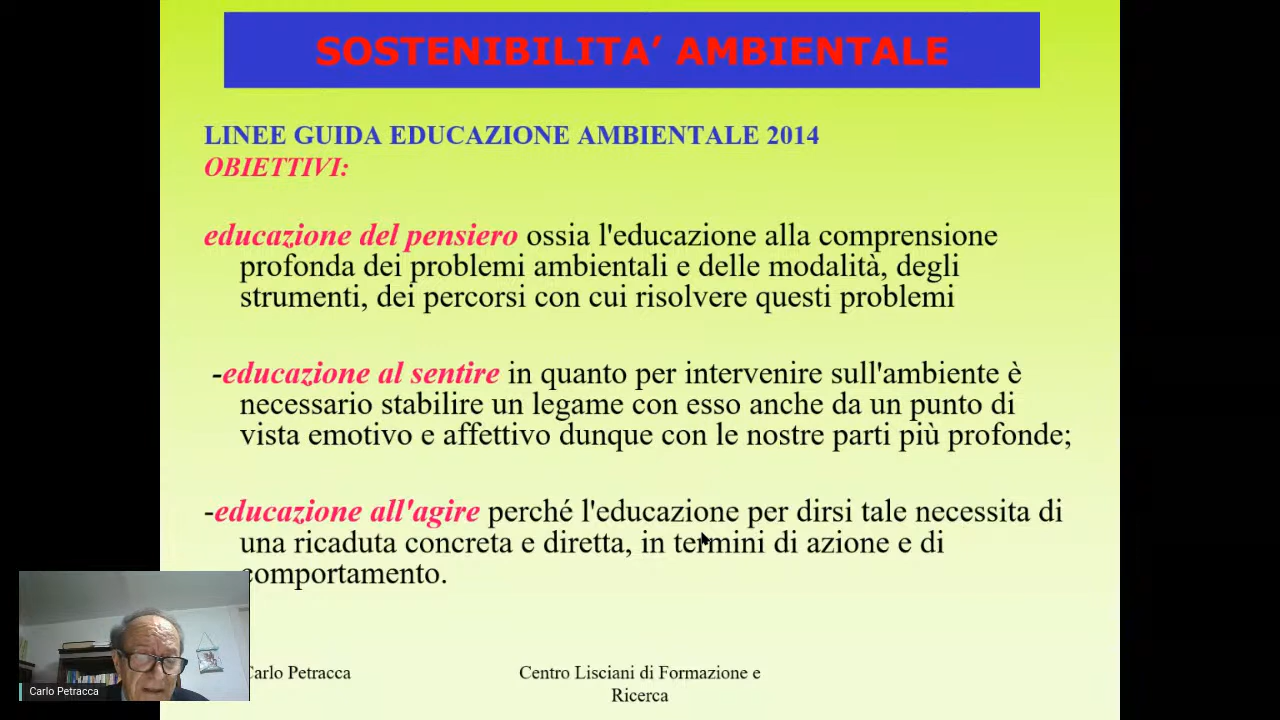 SOSTENIBILITA’ AMBIENTALE
LINEE GUIDA EDUCAZIONE AMBIENTALE 2014
OBIETTIVI:
educazione del pensiero ossia l'educazione alla comprensione
profonda dei problemi ambientali e delle modalità, degli
strumenti, dei percorsi con cui risolvere questi problemi
-educazione al sentire in quanto per intervenire sull'ambiente è
necessario stabilire un legame con esso anche da un punto di
vista emotivo e affettivo dunque con le nostre parti più profonde;
-educazione all'agire perché l'educazione per dirsi tale necessita di
una ricaduta concreta e diretta, in termini di azione e di
comportamento.
Carlo Petracca
Centro Lisciani di Formazione e
Ricerca
Carlo Petracca